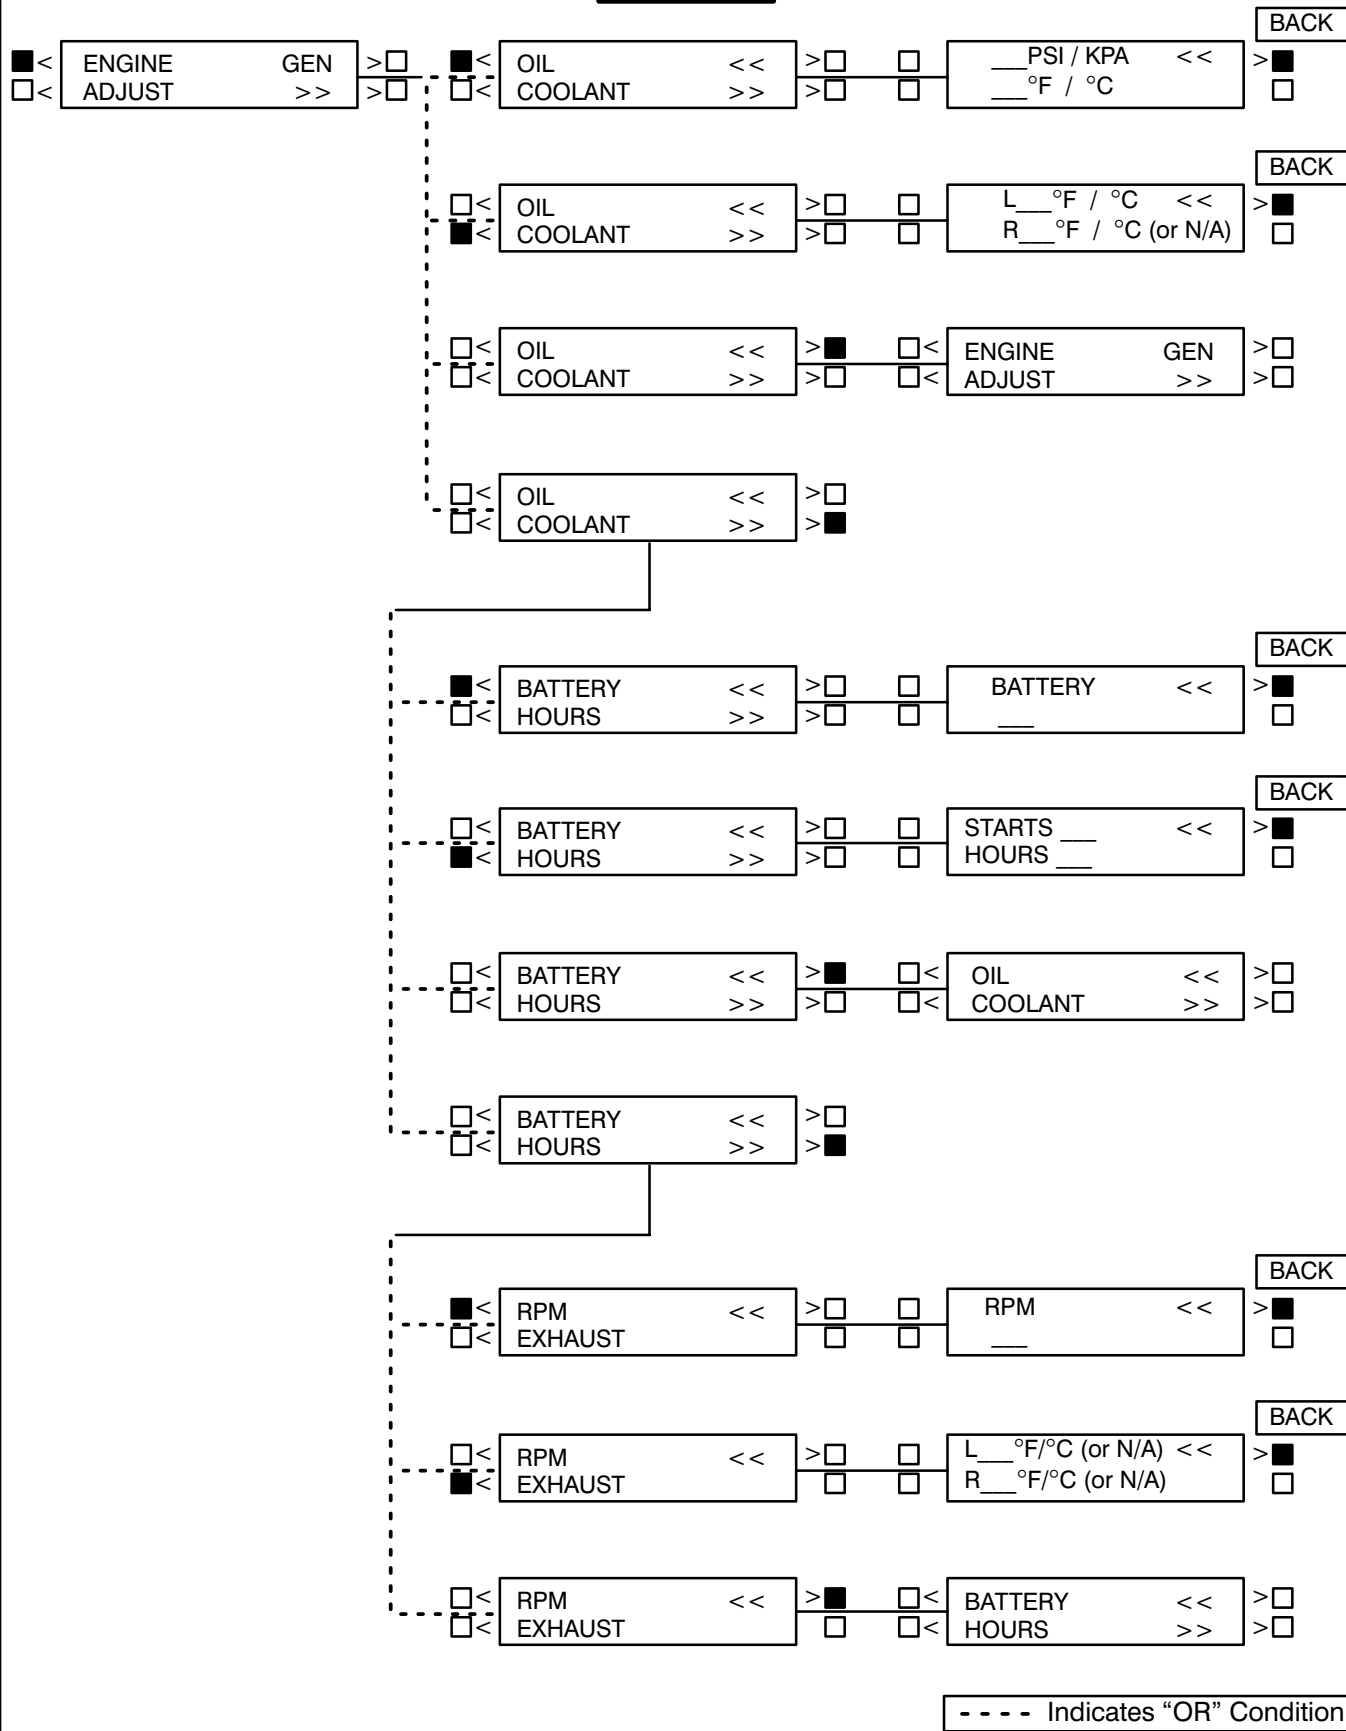 BACK
< ENGINE GEN >
< ADJUST >> >
< OIL << >
< COOLANT >> >
___PSI / KPA << >
___°F / °C
BACK
< OIL << >
< COOLANT >> >
L___°F / °C << >
R___°F / °C (or N/A)
< OIL << >
< COOLANT >> >
< ENGINE GEN >
< ADJUST >> >
< OIL << >
< COOLANT >> >
BACK
< BATTERY << >
< HOURS >> >
BATTERY << >
___
BACK
< BATTERY << >
< HOURS >> >
STARTS ___ << >
HOURS ___
< BATTERY << >
< HOURS >> >
< OIL << >
< COOLANT >> >
< BATTERY << >
< HOURS >> >
BACK
< RPM << >
< EXHAUST
RPM << >
___
BACK
< RPM << >
< EXHAUST
L___°F/°C (or N/A) << >
R___°F/°C (or N/A)
< RPM << >
< EXHAUST
< BATTERY << >
< HOURS >> >
- - - - Indicates “OR” Condition